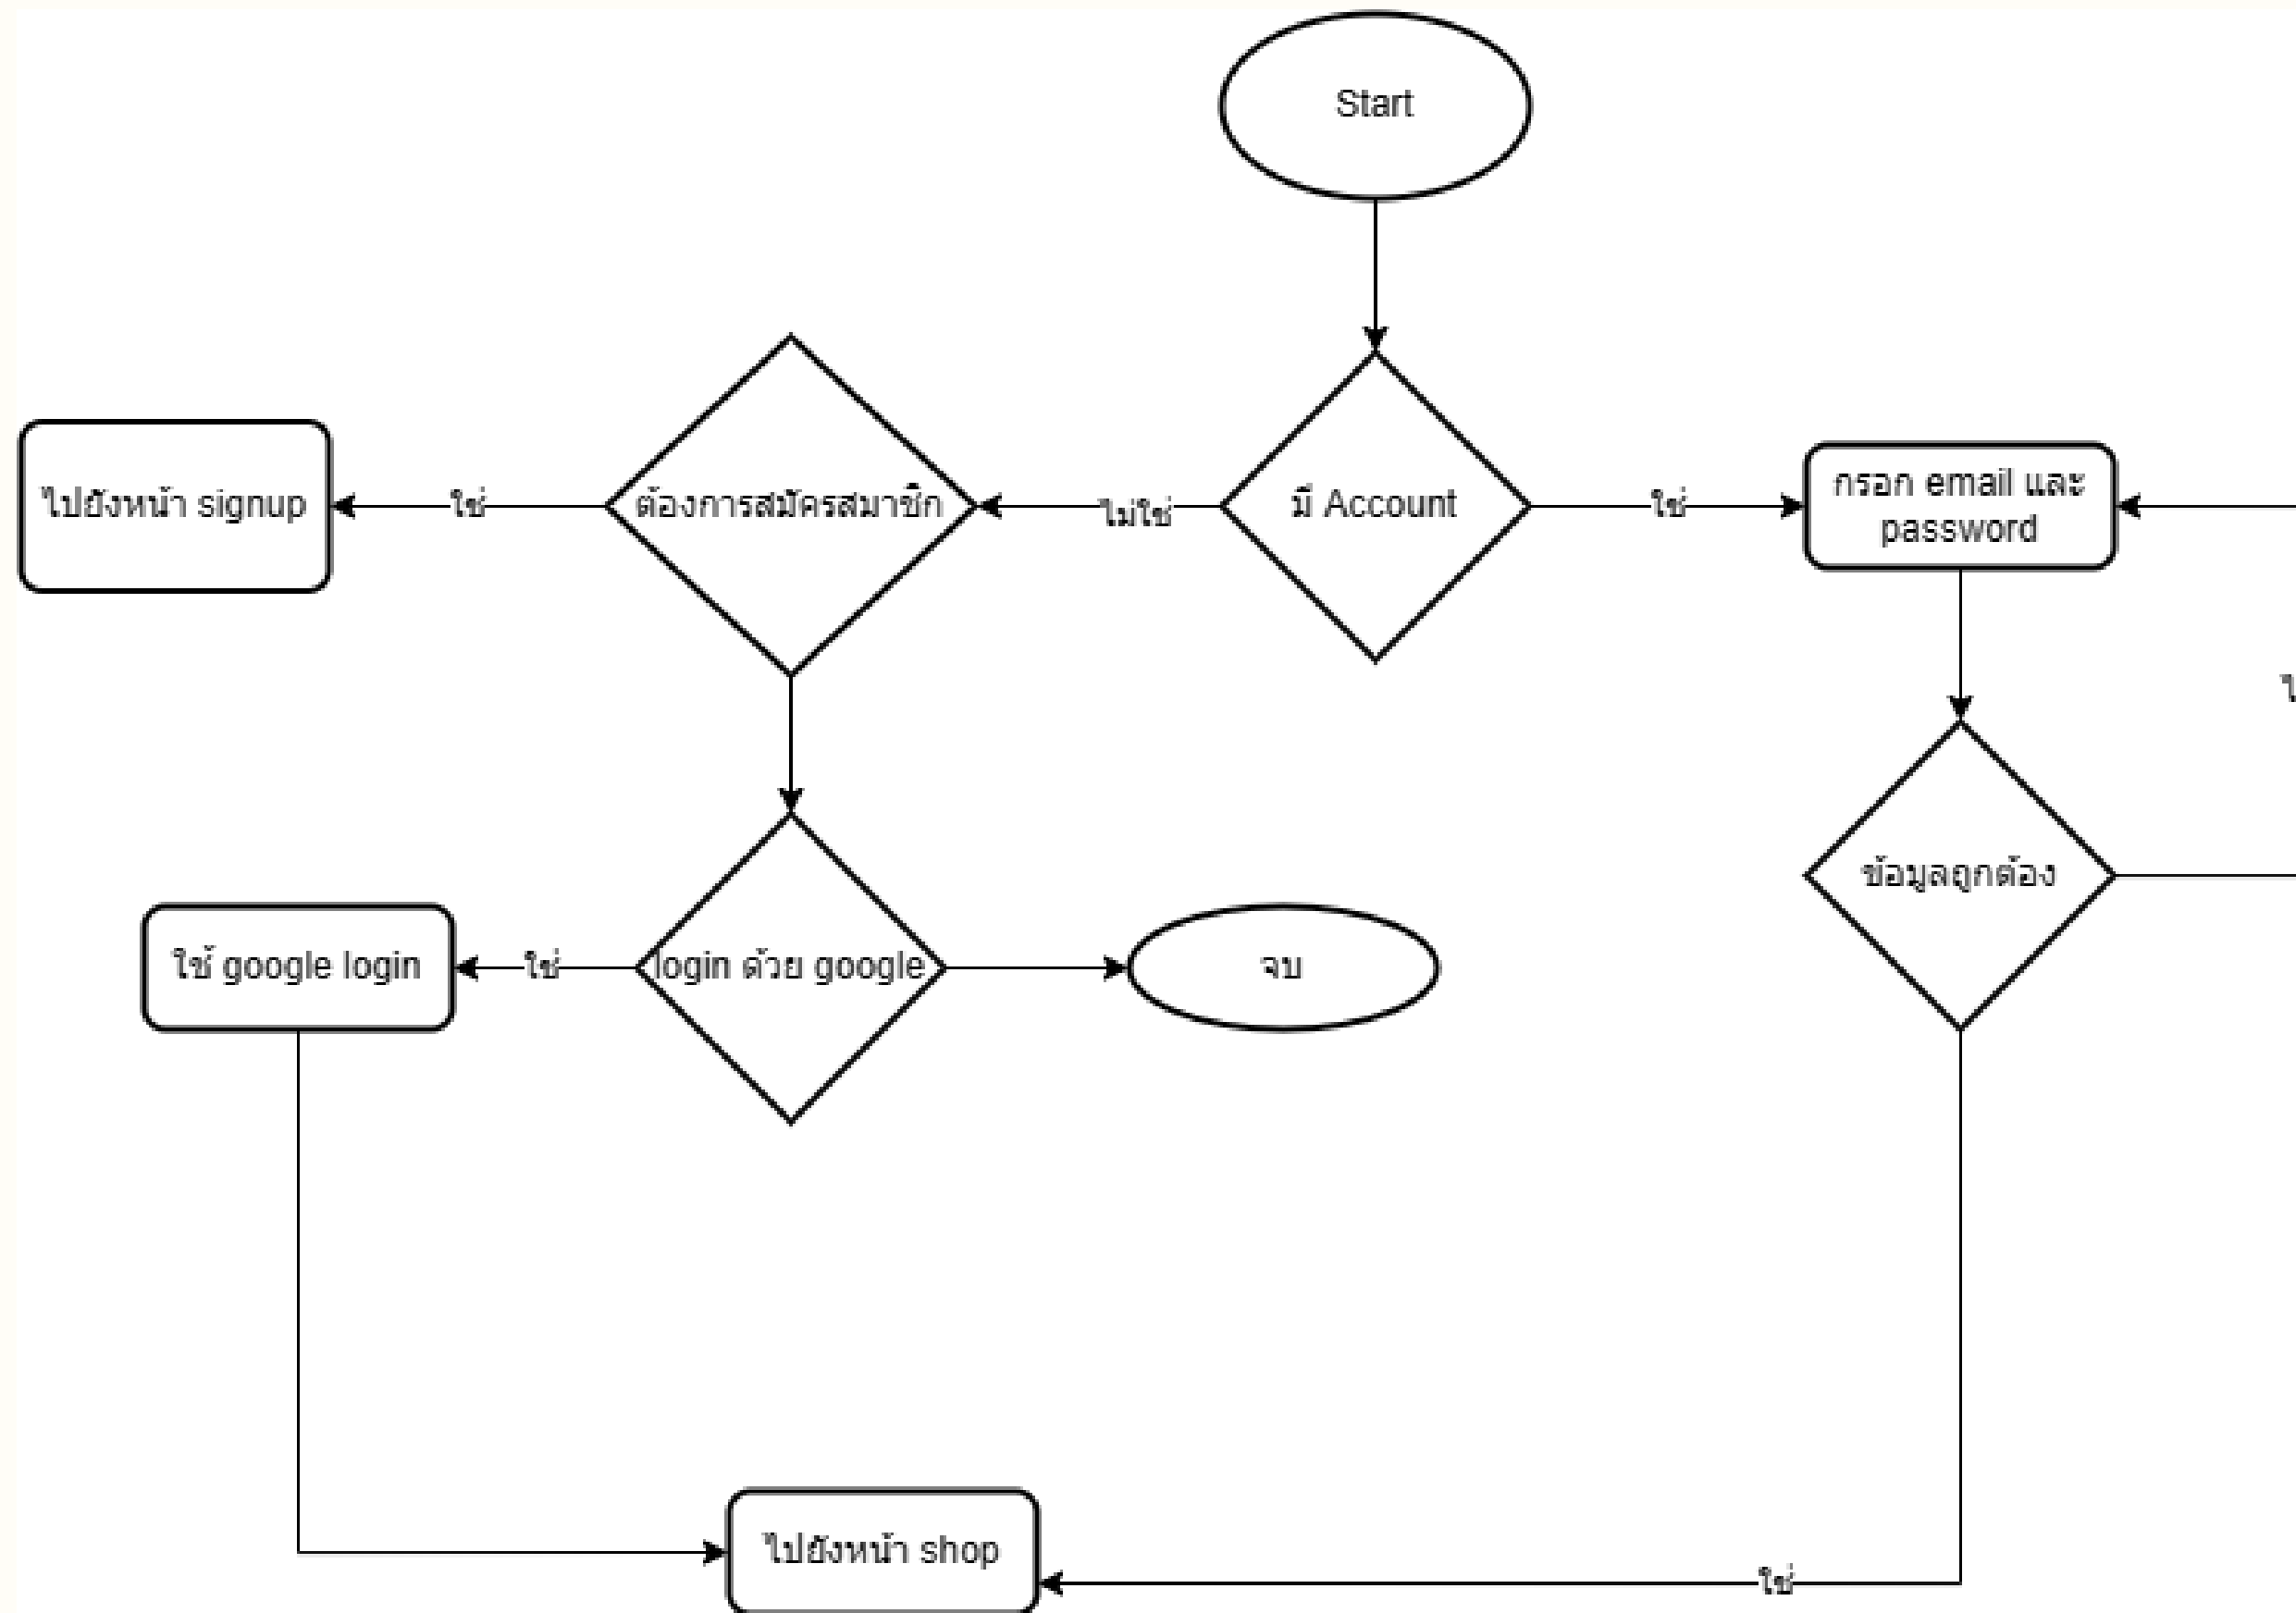 Start
ไปยังหน้า signup
ใช่
ต้องการสมัครสมาชิก
ไม่ใช่
มี Account
ใช่
กรอก email และ
password
ข้อมูลถูกต้อง
ใช้ google login
ใช่
login ด้วย google
จบ
ไปยังหน้า shop
ใช่